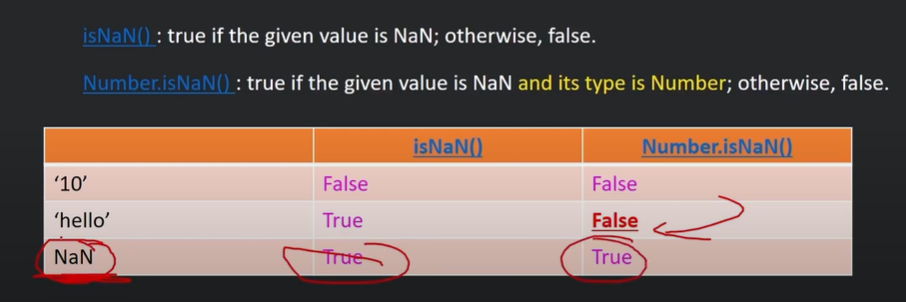 isNaN() : true if the given value is NaN; otherwise, false.
Number.isNaN() : true if the given value is NaN and its type is Number; otherwise, false.
isNaN() Number.isNaN()
‘10’ False False
‘hello’ True False
NaN True True